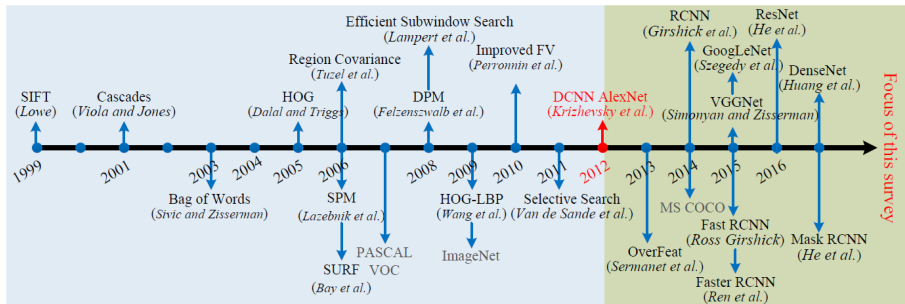 Efficient Subwindow Search
(Lampert et al.)
Region Covariance
(Tuzel et al.)
Improved FV
(Perronnin et al.)
RCNN
(Girshick et al.)
ResNet
(He et al.)
GoogLeNet
(Szegedy et al.)
SIFT
(Lowe)
Cascades
(Viola and Jones)
HOG
(Dalal and Triggs)
DPM
(Felzenszwalb et al.)
DCNN AlexNet
(Krizhevsky et al.)
VGGNet
(Simonyan and Zisserman)
DenseNet
(Huang et al.)
Focus of this survey
1999
2001
2003
2004
2005
2006
2008
2009
2010
2011
2012
2013
2014
2015
2016
Bag of Words
(Sivic and Zisserman)
SPM
(Lazebnik et al.)
HOG-LBP
(Wang et al.)
Selective Search
(Van de Sande et al.)
MS COCO
PASCAL
VOC
ImageNet
SURF
(Bay et al.)
OverFeat
(Sermanet et al.)
Fast RCNN
(Ross Girshick)
Faster RCNN
(Ren et al.)
Mask RCNN
(He et al.)